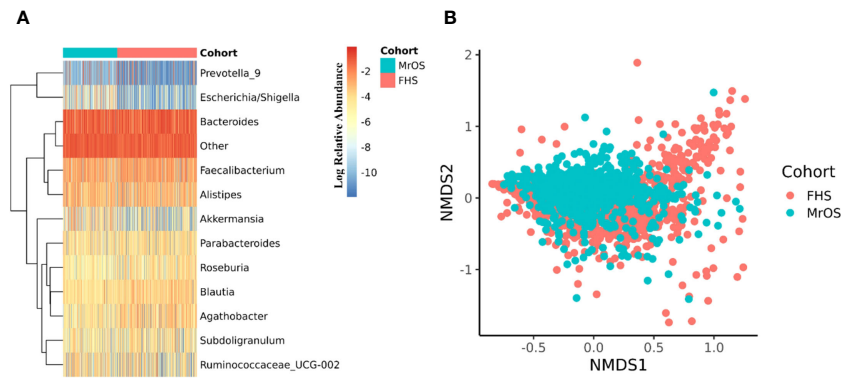 A
Cohort
Prevotella_9
Escherichia/Shigella
Bacteroides
Other
Faecalibacterium
Alistipes
Akkermansia
Parabacteroides
Roseburia
Blautia
Agathobacter
Subdoligranulum
Ruminococcaceae_UCG-002
Log Relative Abundance
-2
-4
-6
-8
-10
Cohort
MrOS
FHS
B
NMDS2
2
1
0
-1
-0.5
0.0
0.5
1.0
NMDS1
Cohort
FHS
MrOS